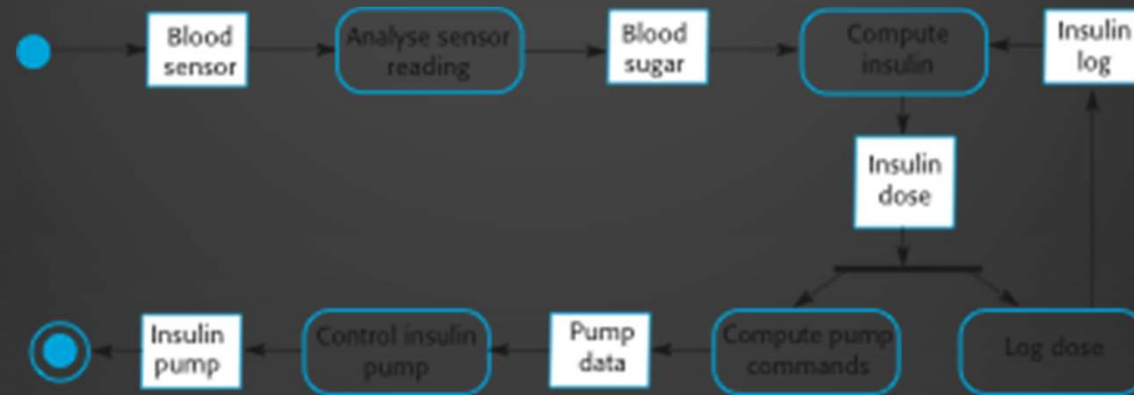 Blood
sensor
Analyse sensor
reading
Blood
sugar
Compute
insulin
Insulin
log
Insulin
dose
Insulin
pump
Control insulin
pump
Pump
data
Compute pump
commands
Log dose